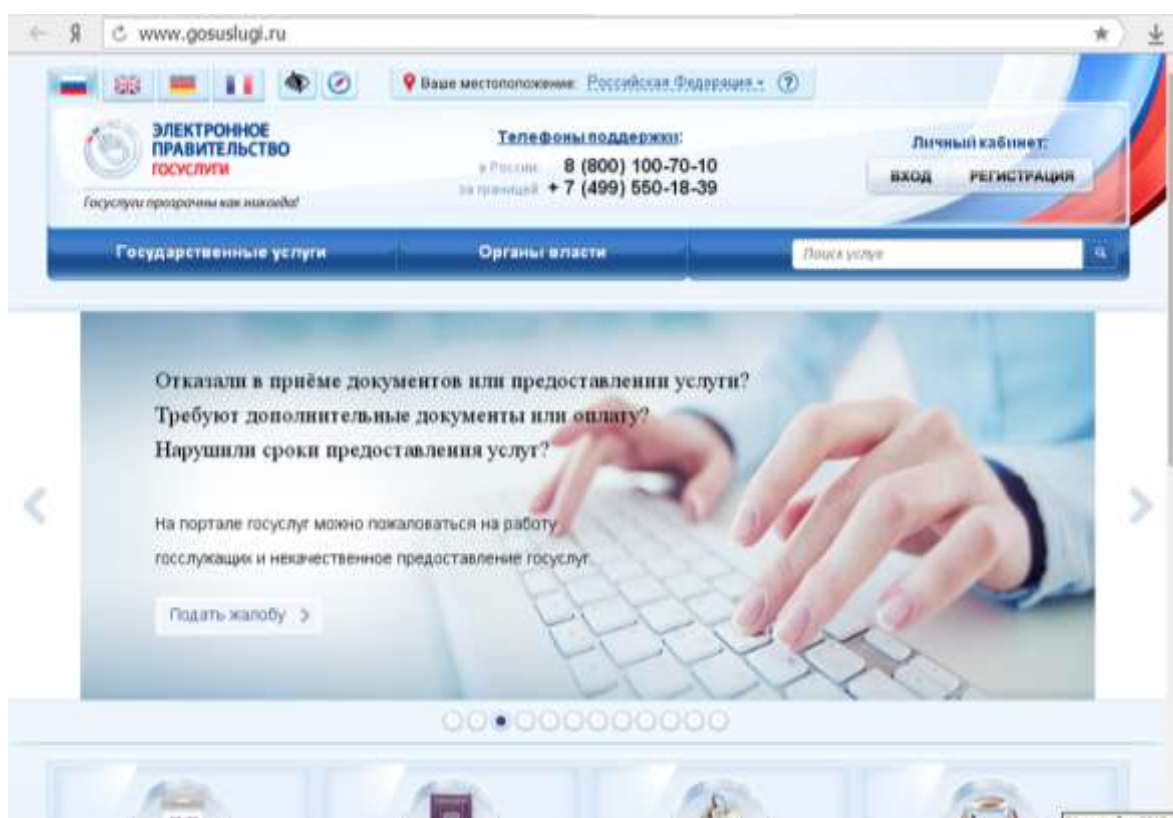 Я www.gosuslugi.ru
Ваше местоположение: Российская Федерация ?
ЭЛЕКТРОННОЕ
ПРАВИТЕЛЬСТВО
ГОСУСЛУГИ
Госуслуги прозрачны как никогда!
Телефоны поддержки:
в России: 8 (800) 100-70-10
за границей: +7 (499) 550-18-39
Личный кабинет:
ВХОД РЕГИСТРАЦИЯ
Государственные услуги Органы власти Поиск услуг
Отказали в приёме документов или предоставлении услуги?
Требуют дополнительные документы или оплату?
Нарушили сроки предоставления услуг?
На портале госуслуг можно пожаловаться на работу
госслужащих и некачественное предоставление госуслуг
Подать жалобу